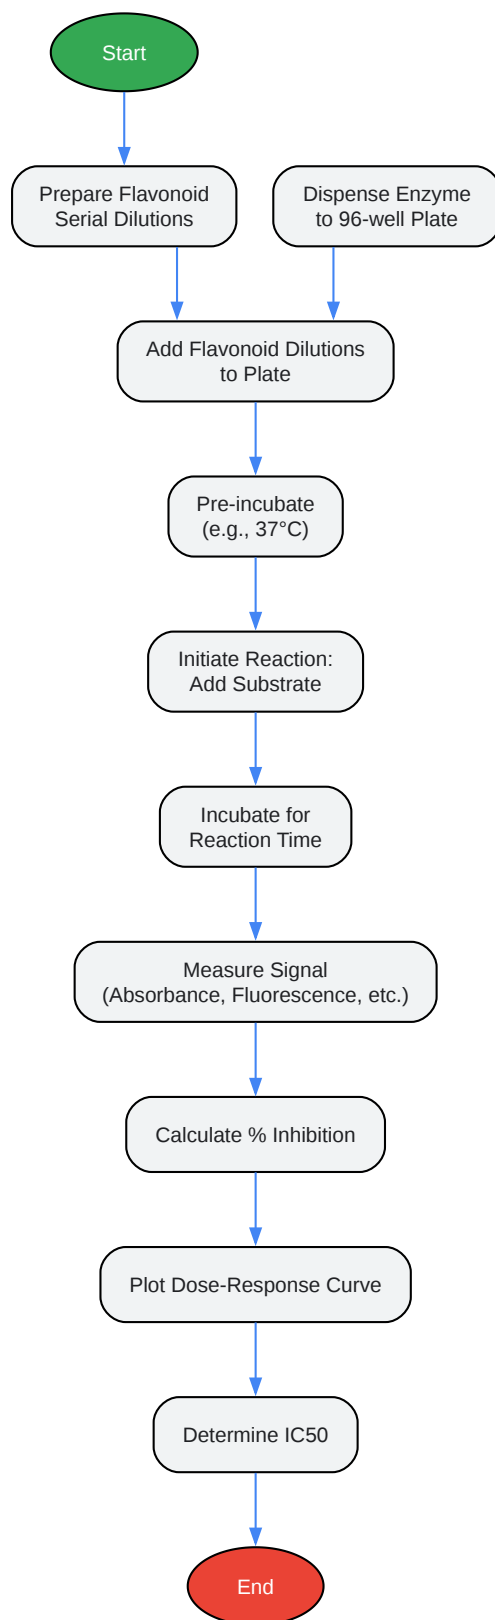 Start
Prepare Flavonoid
Serial Dilutions
Dispense Enzyme
to 96-well Plate
Add Flavonoid Dilutions
to Plate
Pre-incubate
(e.g., 37°C)
Initiate Reaction:
Add Substrate
Incubate for
Reaction Time
Measure Signal
(Absorbance, Fluorescence, etc.)
Calculate % Inhibition
Plot Dose-Response Curve
Determine IC50
End